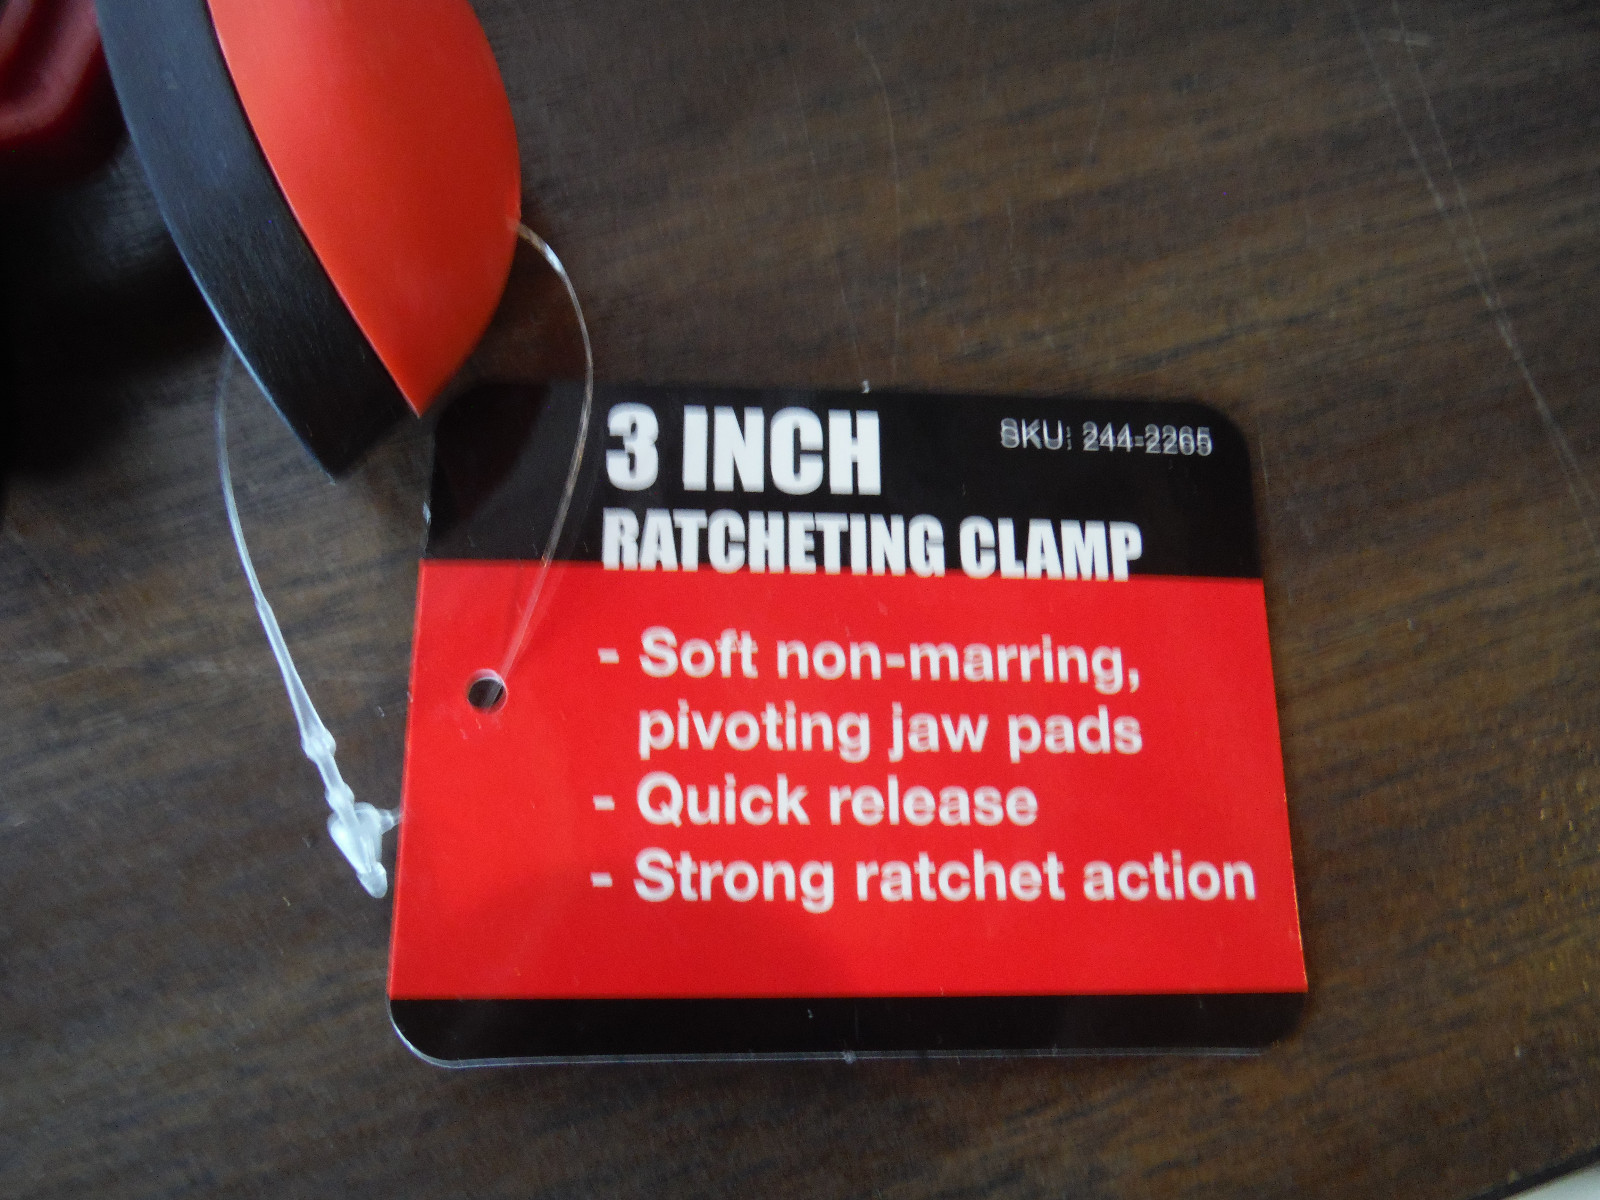 3 INCH
SKU: 244-2265
RATCHETING CLAMP
- Soft non-marring,
pivoting jaw pads
- Quick release
- Strong ratchet action